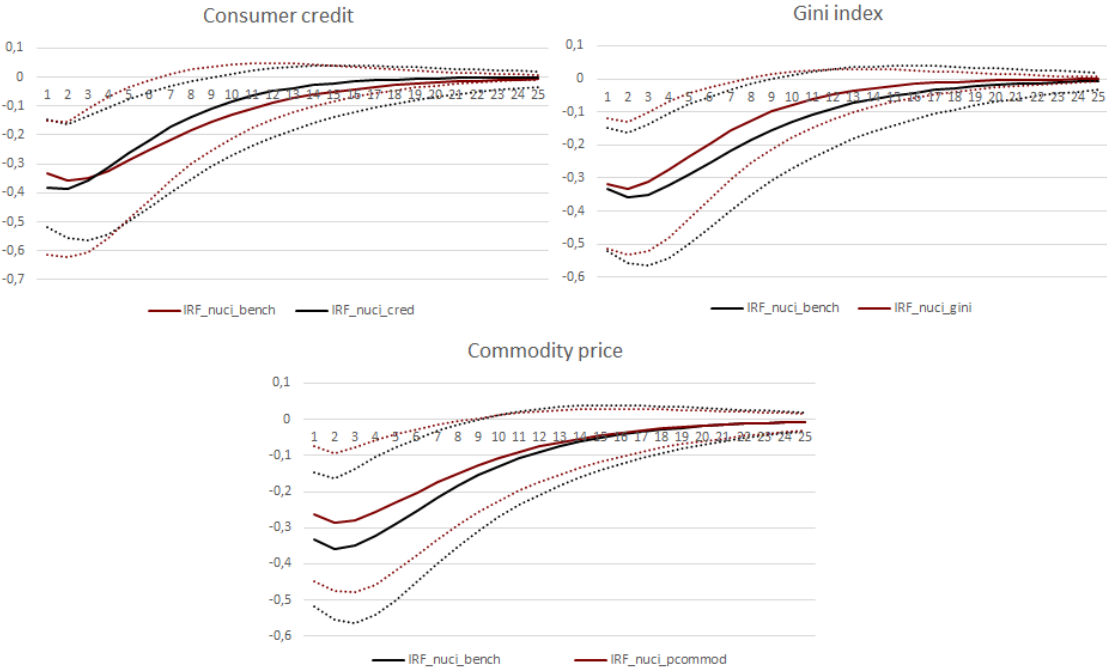 Consumer credit
0,1
0
-0,1
-0,2
-0,3
-0,4
-0,5
-0,6
-0,7
1 2 3 4 5 6 7 8 9 10 11 12 13 14 15 16 17 18 19 20 21 22 23 24 25
IRF_nuci_bench IRF_nuci_cred
Gini index
0,1
0
-0,1
-0,2
-0,3
-0,4
-0,5
-0,6
1 2 3 4 5 6 7 8 9 10 11 12 13 14 15 16 17 18 19 20 21 22 23 24 25
IRF_nuci_bench IRF_nuci_gini
Commodity price
0,1
0
-0,1
-0,2
-0,3
-0,4
-0,5
-0,6
1 2 3 4 5 6 7 8 9 10 11 12 13 14 15 16 17 18 19 20 21 22 23 24 25
IRF_nuci_bench IRF_nuci_pcommod